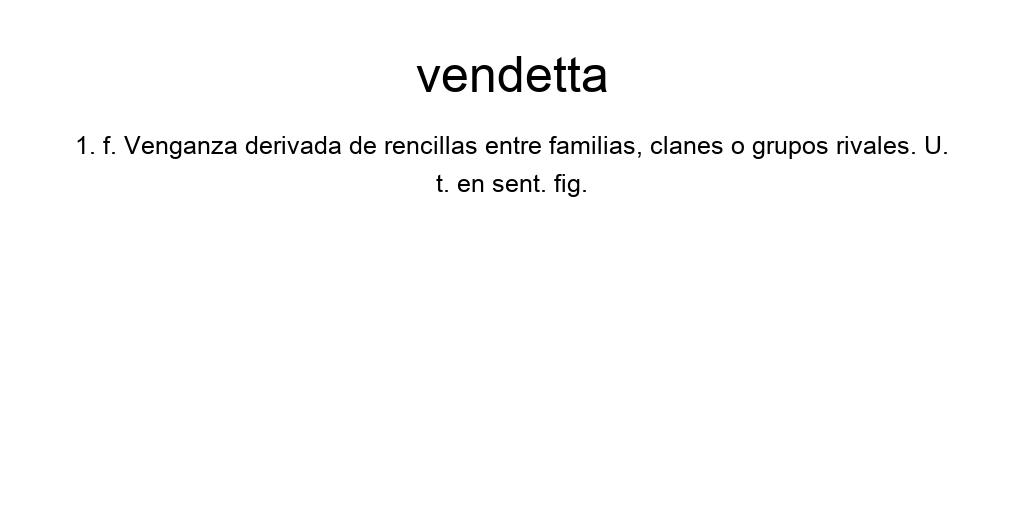 vendetta
1. f. Venganza derivada de rencillas entre familias, clanes o grupos rivales. U.
t. en sent. fig.